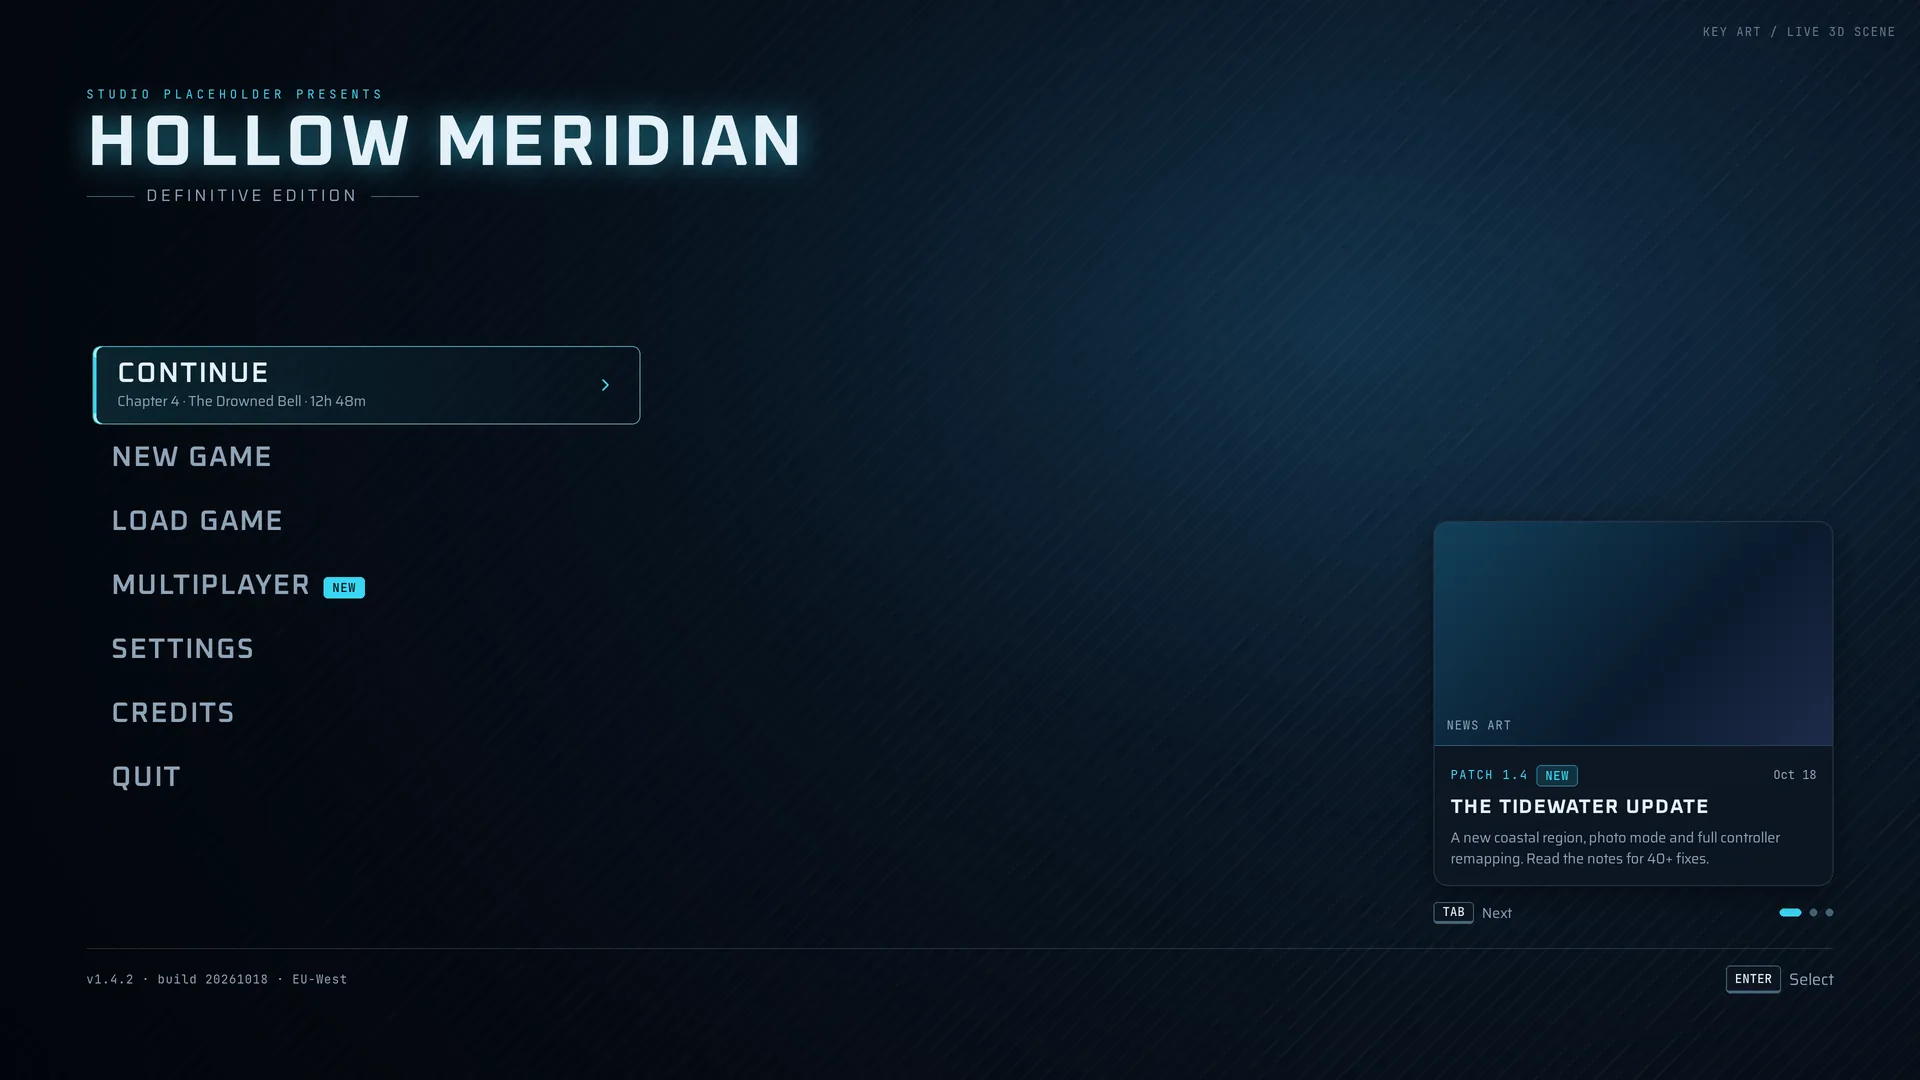 KEY ART / LIVE 3D SCENE
STUDIO PLACEHOLDER PRESENTS
HOLLOW MERIDIAN
DEFINITIVE EDITION
CONTINUE
Chapter 4 · The Drowned Bell · 12h 48m
NEW GAME
LOAD GAME
MULTIPLAYER NEW
SETTINGS
CREDITS
QUIT
NEWS ART
PATCH 1.4 NEW Oct 18
THE TIDEWATER UPDATE
A new coastal region, photo mode and full controller
remapping. Read the notes for 40+ fixes.
TAB Next
v1.4.2 · build 20261018 · EU-West
ENTER Select